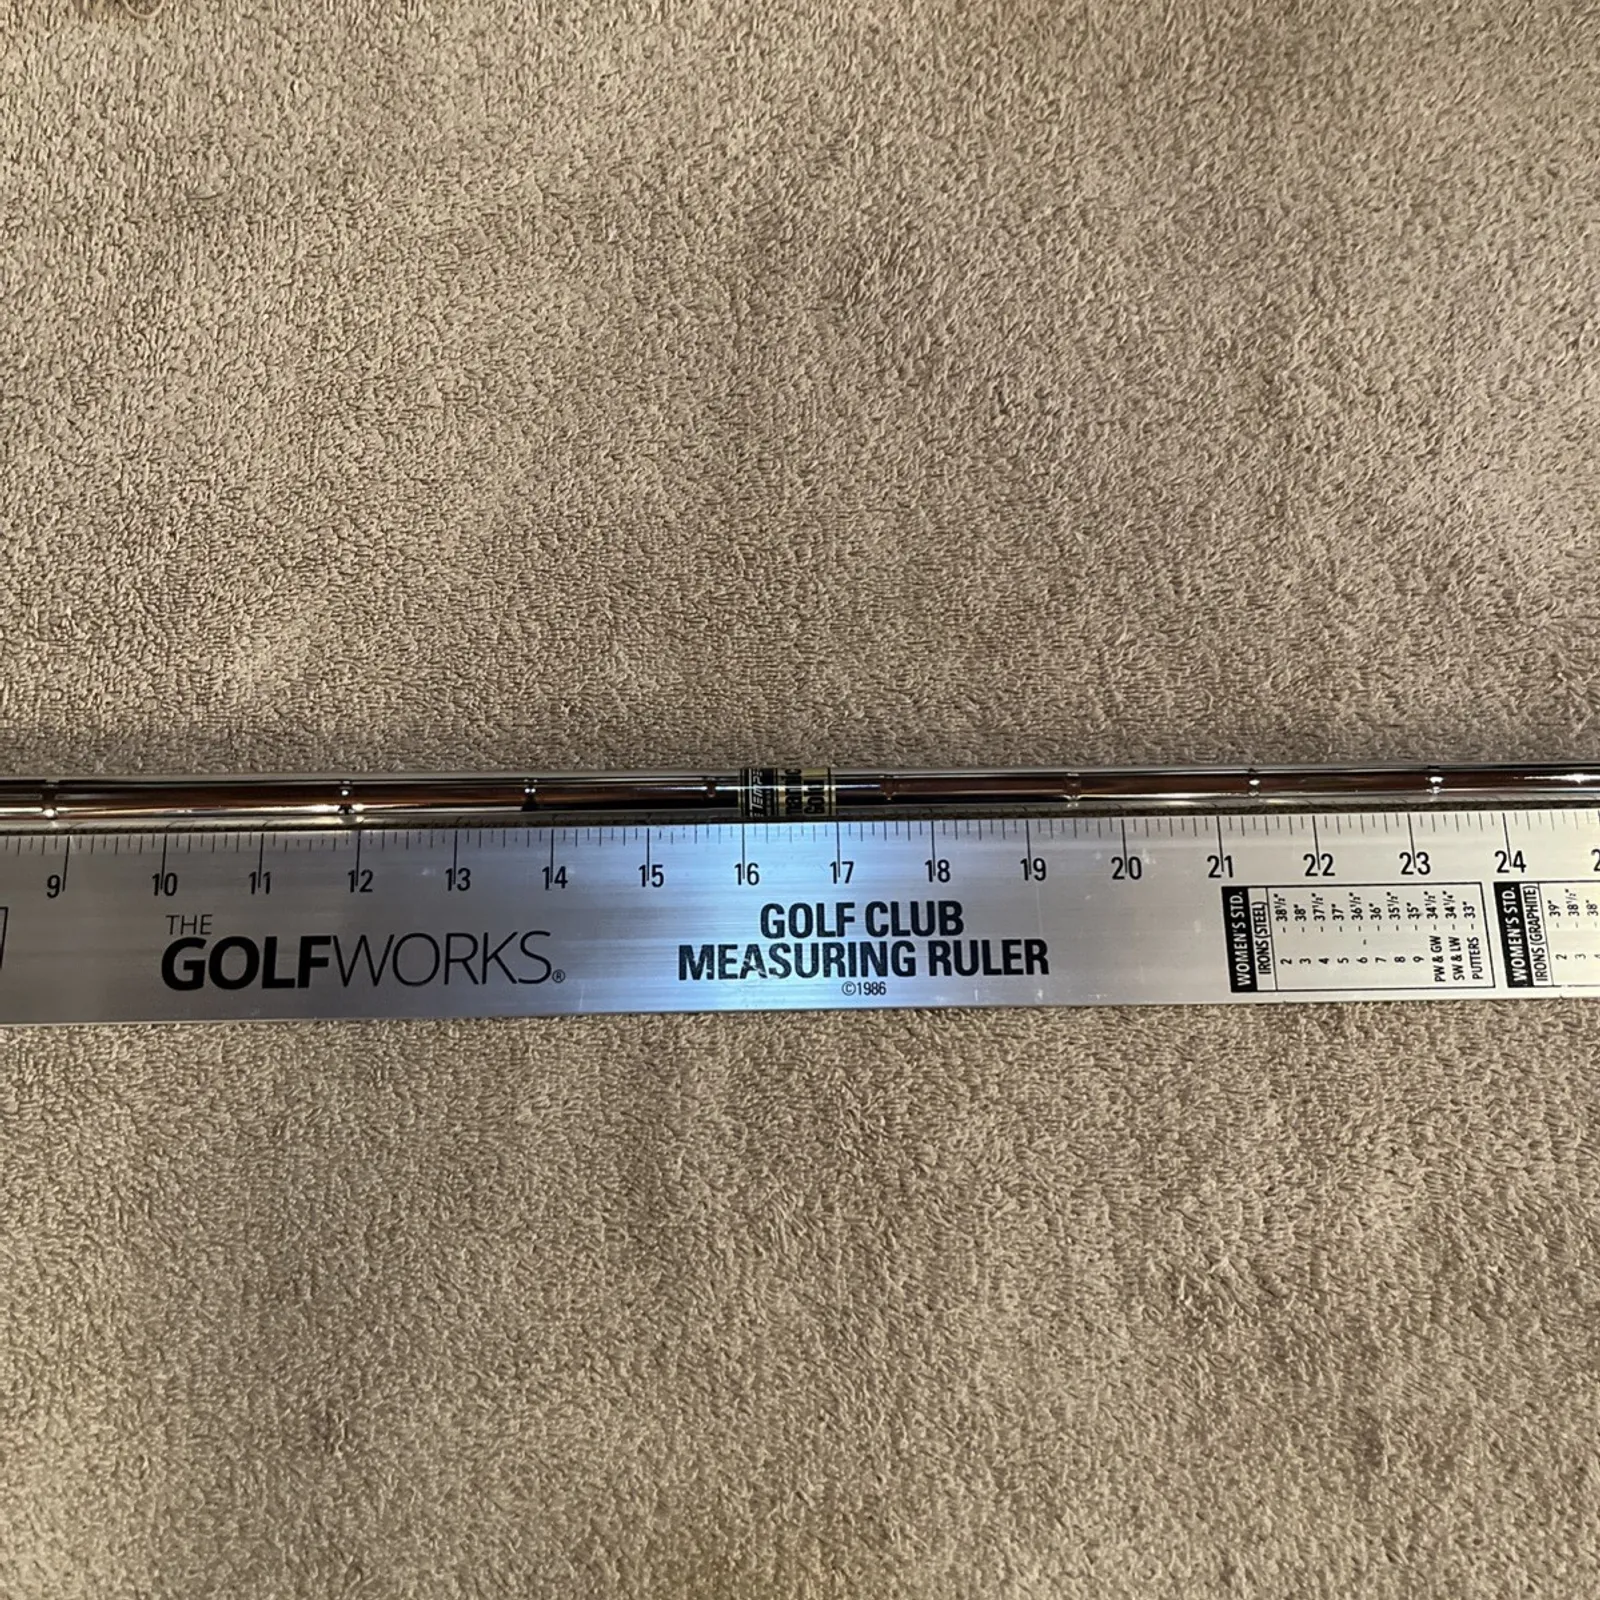 TEMPE
Gold
9 10 11 12 13 14 15 16 17 18 19 20 21 22 23 24
THE
GOLFWORKS®
GOLF CLUB
MEASURING RULER
©1986
WOMEN'S STD.
IRONS (STEEL)
2 - 38½"
3 - 38"
4 - 37½"
5 - 37"
6 - 36½"
7 - 36"
8 - 35½"
9 - 35"
PW & GW - 34½"
SW & LW - 34¼"
PUTTERS - 33"
WOMEN'S STD.
IRONS (GRAPHITE)
2 - 39"
3 - 38½"
38"